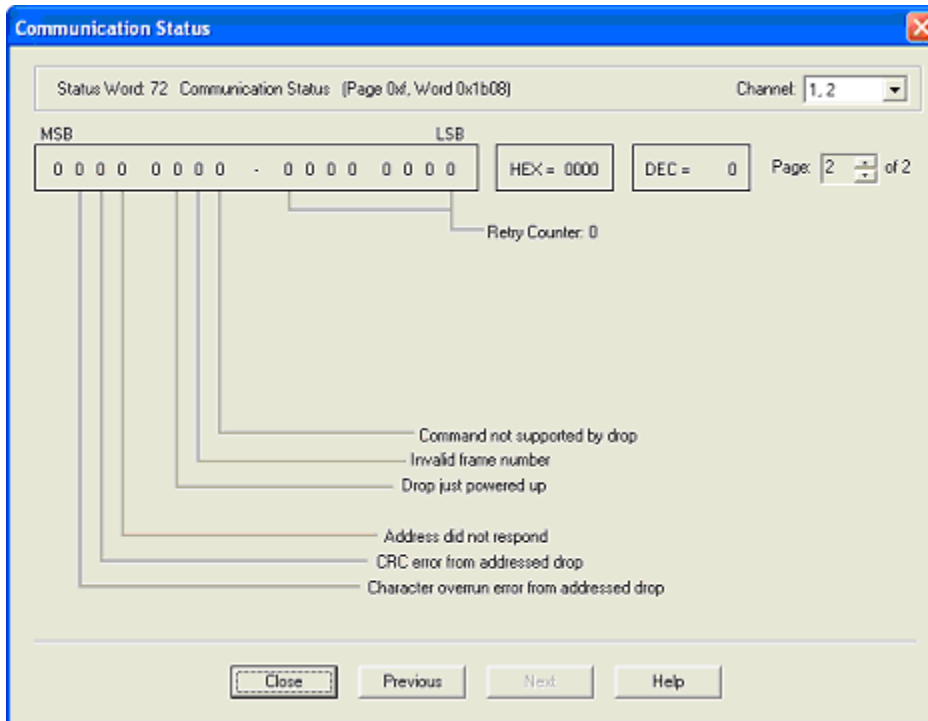 Communication Status
Status Word: 72 Communication Status (Page 0xf, Word 0x1b08) Channel: 1, 2
MSB LSB
0 0 0 0 0 0 0 0 - 0 0 0 0 0 0 0 0 HEX = 0000 DEC = 0 Page: 2 of 2
Retry Counter: 0
Command not supported by drop
Invalid frame number
Drop just powered up
Address did not respond
CRC error from addressed drop
Character overrun error from addressed drop
Close Previous Next Help